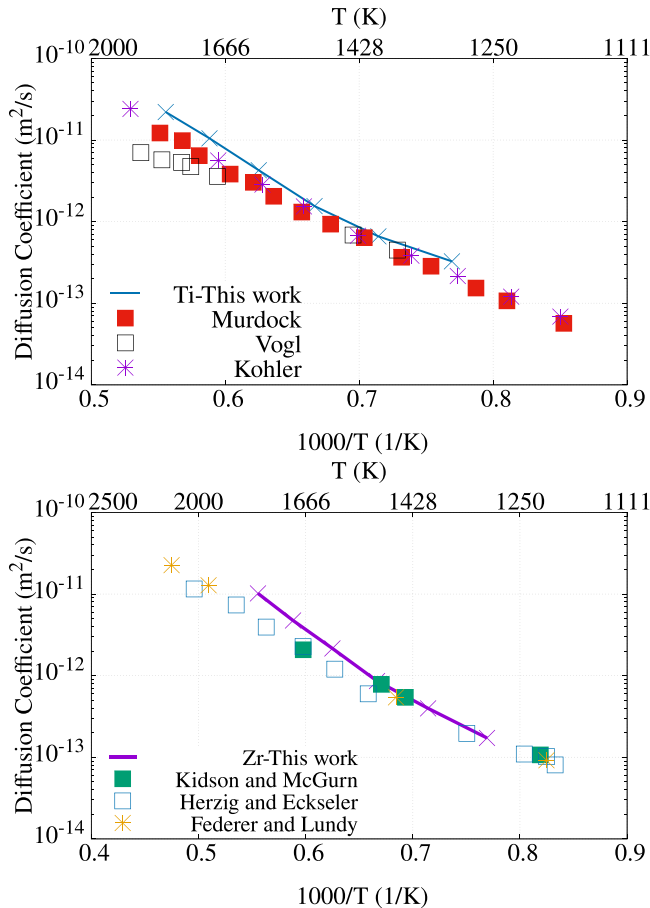 T (K)
2000 1666 1428 1250 1111
10-10
10-11
10-12
10-13
10-14
Diffusion Coefficient (m2/s)
Ti-This work
Murdock
Vogl
Kohler
0.5 0.6 0.7 0.8 0.9
1000/T (1/K)
T (K)
2500 2000 1666 1428 1250 1111
10-10
10-11
10-12
10-13
10-14
Diffusion Coefficient (m2/s)
Zr-This work
Kidson and McGurn
Herzig and Eckseler
Federer and Lundy
0.4 0.5 0.6 0.7 0.8 0.9
1000/T (1/K)